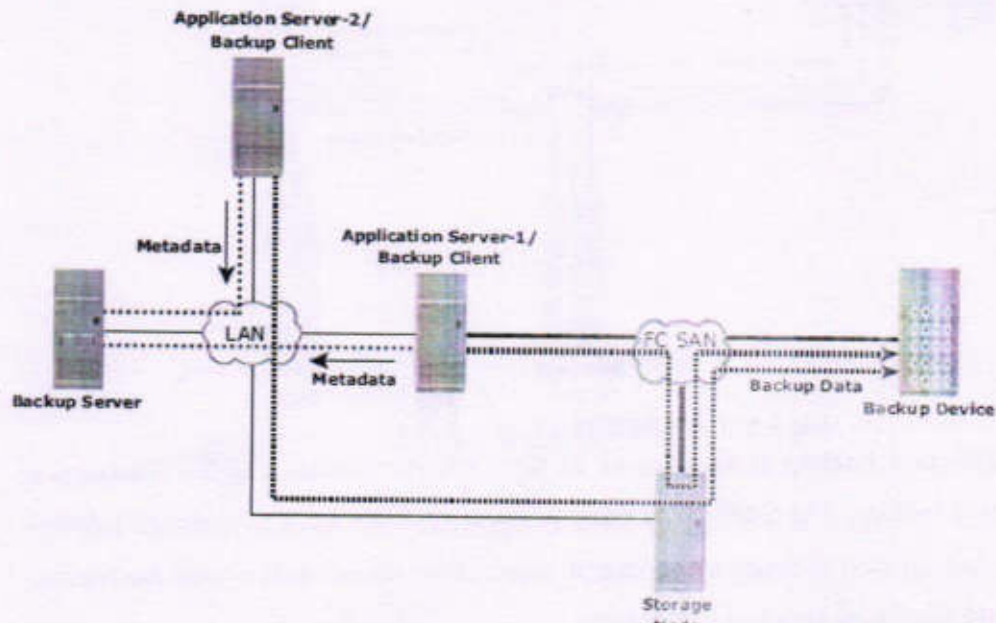 Application Server-2/
Backup Client
Metadata
Application Server-1/
Backup Client
LAN
FC SAN
Metadata
Backup Data
Backup Server
Backup Device
Storage
Node